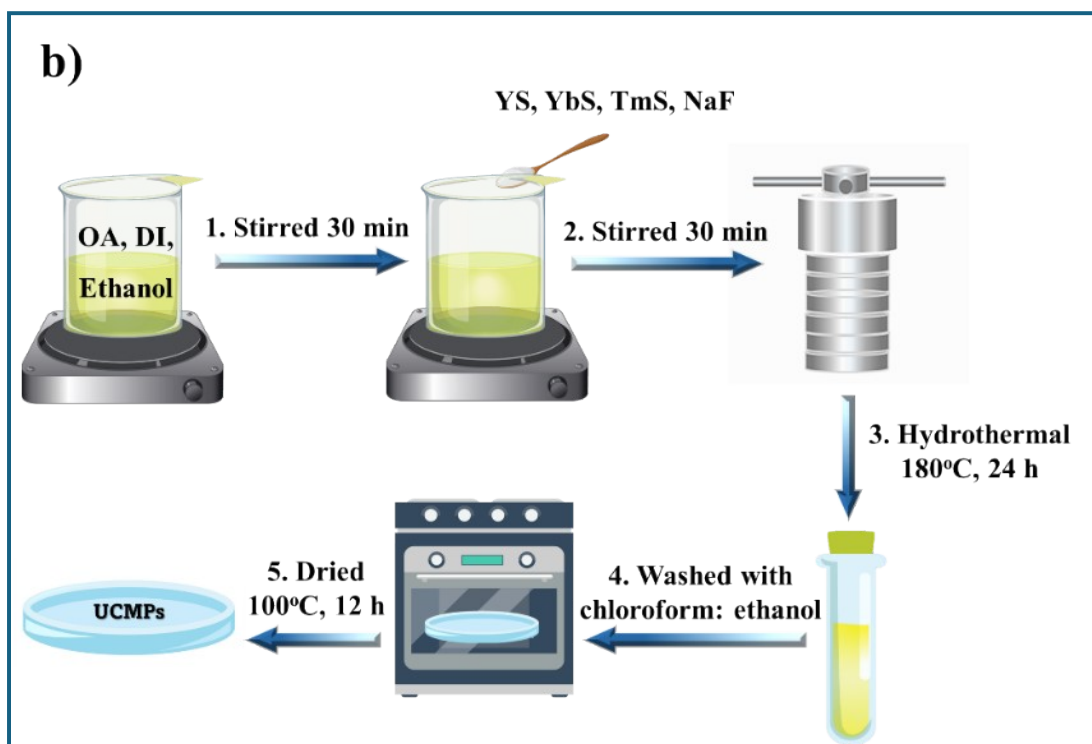 b)
YS, YbS, TmS, NaF
OA, DI,
Ethanol
1. Stirred 30 min
2. Stirred 30 min
3. Hydrothermal
180°C, 24 h
4. Washed with
chloroform: ethanol
5. Dried
100°C, 12 h
UCMPs